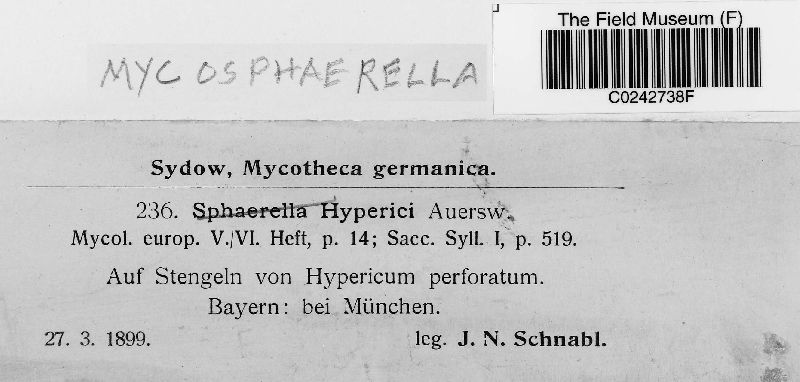 The Field Museum (F)
C0242738F
MYCOSPHAERELLA
Sydow, Mycotheca germanica.
236. Sphaerella Hyperici Auersw.
Mycol. europ. V./VI. Heft, p. 14; Sacc. Syll. I, p. 519.
Auf Stengeln von Hypericum perforatum.
Bayern: bei München.
27. 3. 1899. leg. J. N. Schnabl.